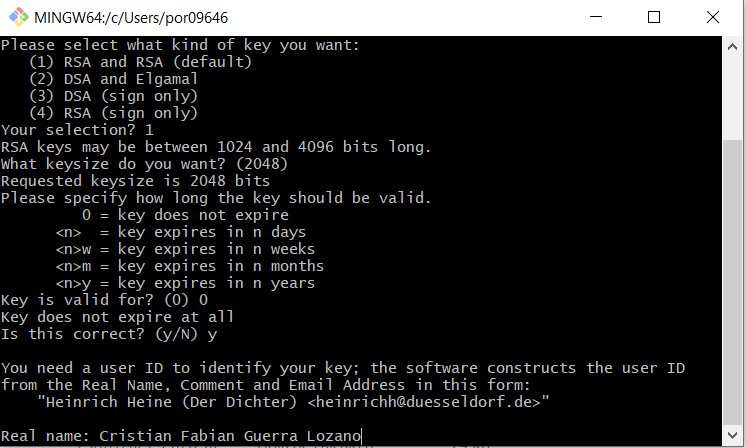 MINGW64:/c/Users/por09646
Please select what kind of key you want:
   (1) RSA and RSA (default)
   (2) DSA and Elgamal
   (3) DSA (sign only)
   (4) RSA (sign only)
Your selection? 1
RSA keys may be between 1024 and 4096 bits long.
What keysize do you want? (2048)
Requested keysize is 2048 bits
Please specify how long the key should be valid.
         0 = key does not expire
      <n>  = key expires in n days
      <n>w = key expires in n weeks
      <n>m = key expires in n months
      <n>y = key expires in n years
Key is valid for? (0) 0
Key does not expire at all
Is this correct? (y/N) y

You need a user ID to identify your key; the software constructs the user ID
from the Real Name, Comment and Email Address in this form:
    "Heinrich Heine (Der Dichter) <heinrichh@duesseldorf.de>"

Real name: Cristian Fabian Guerra Lozano